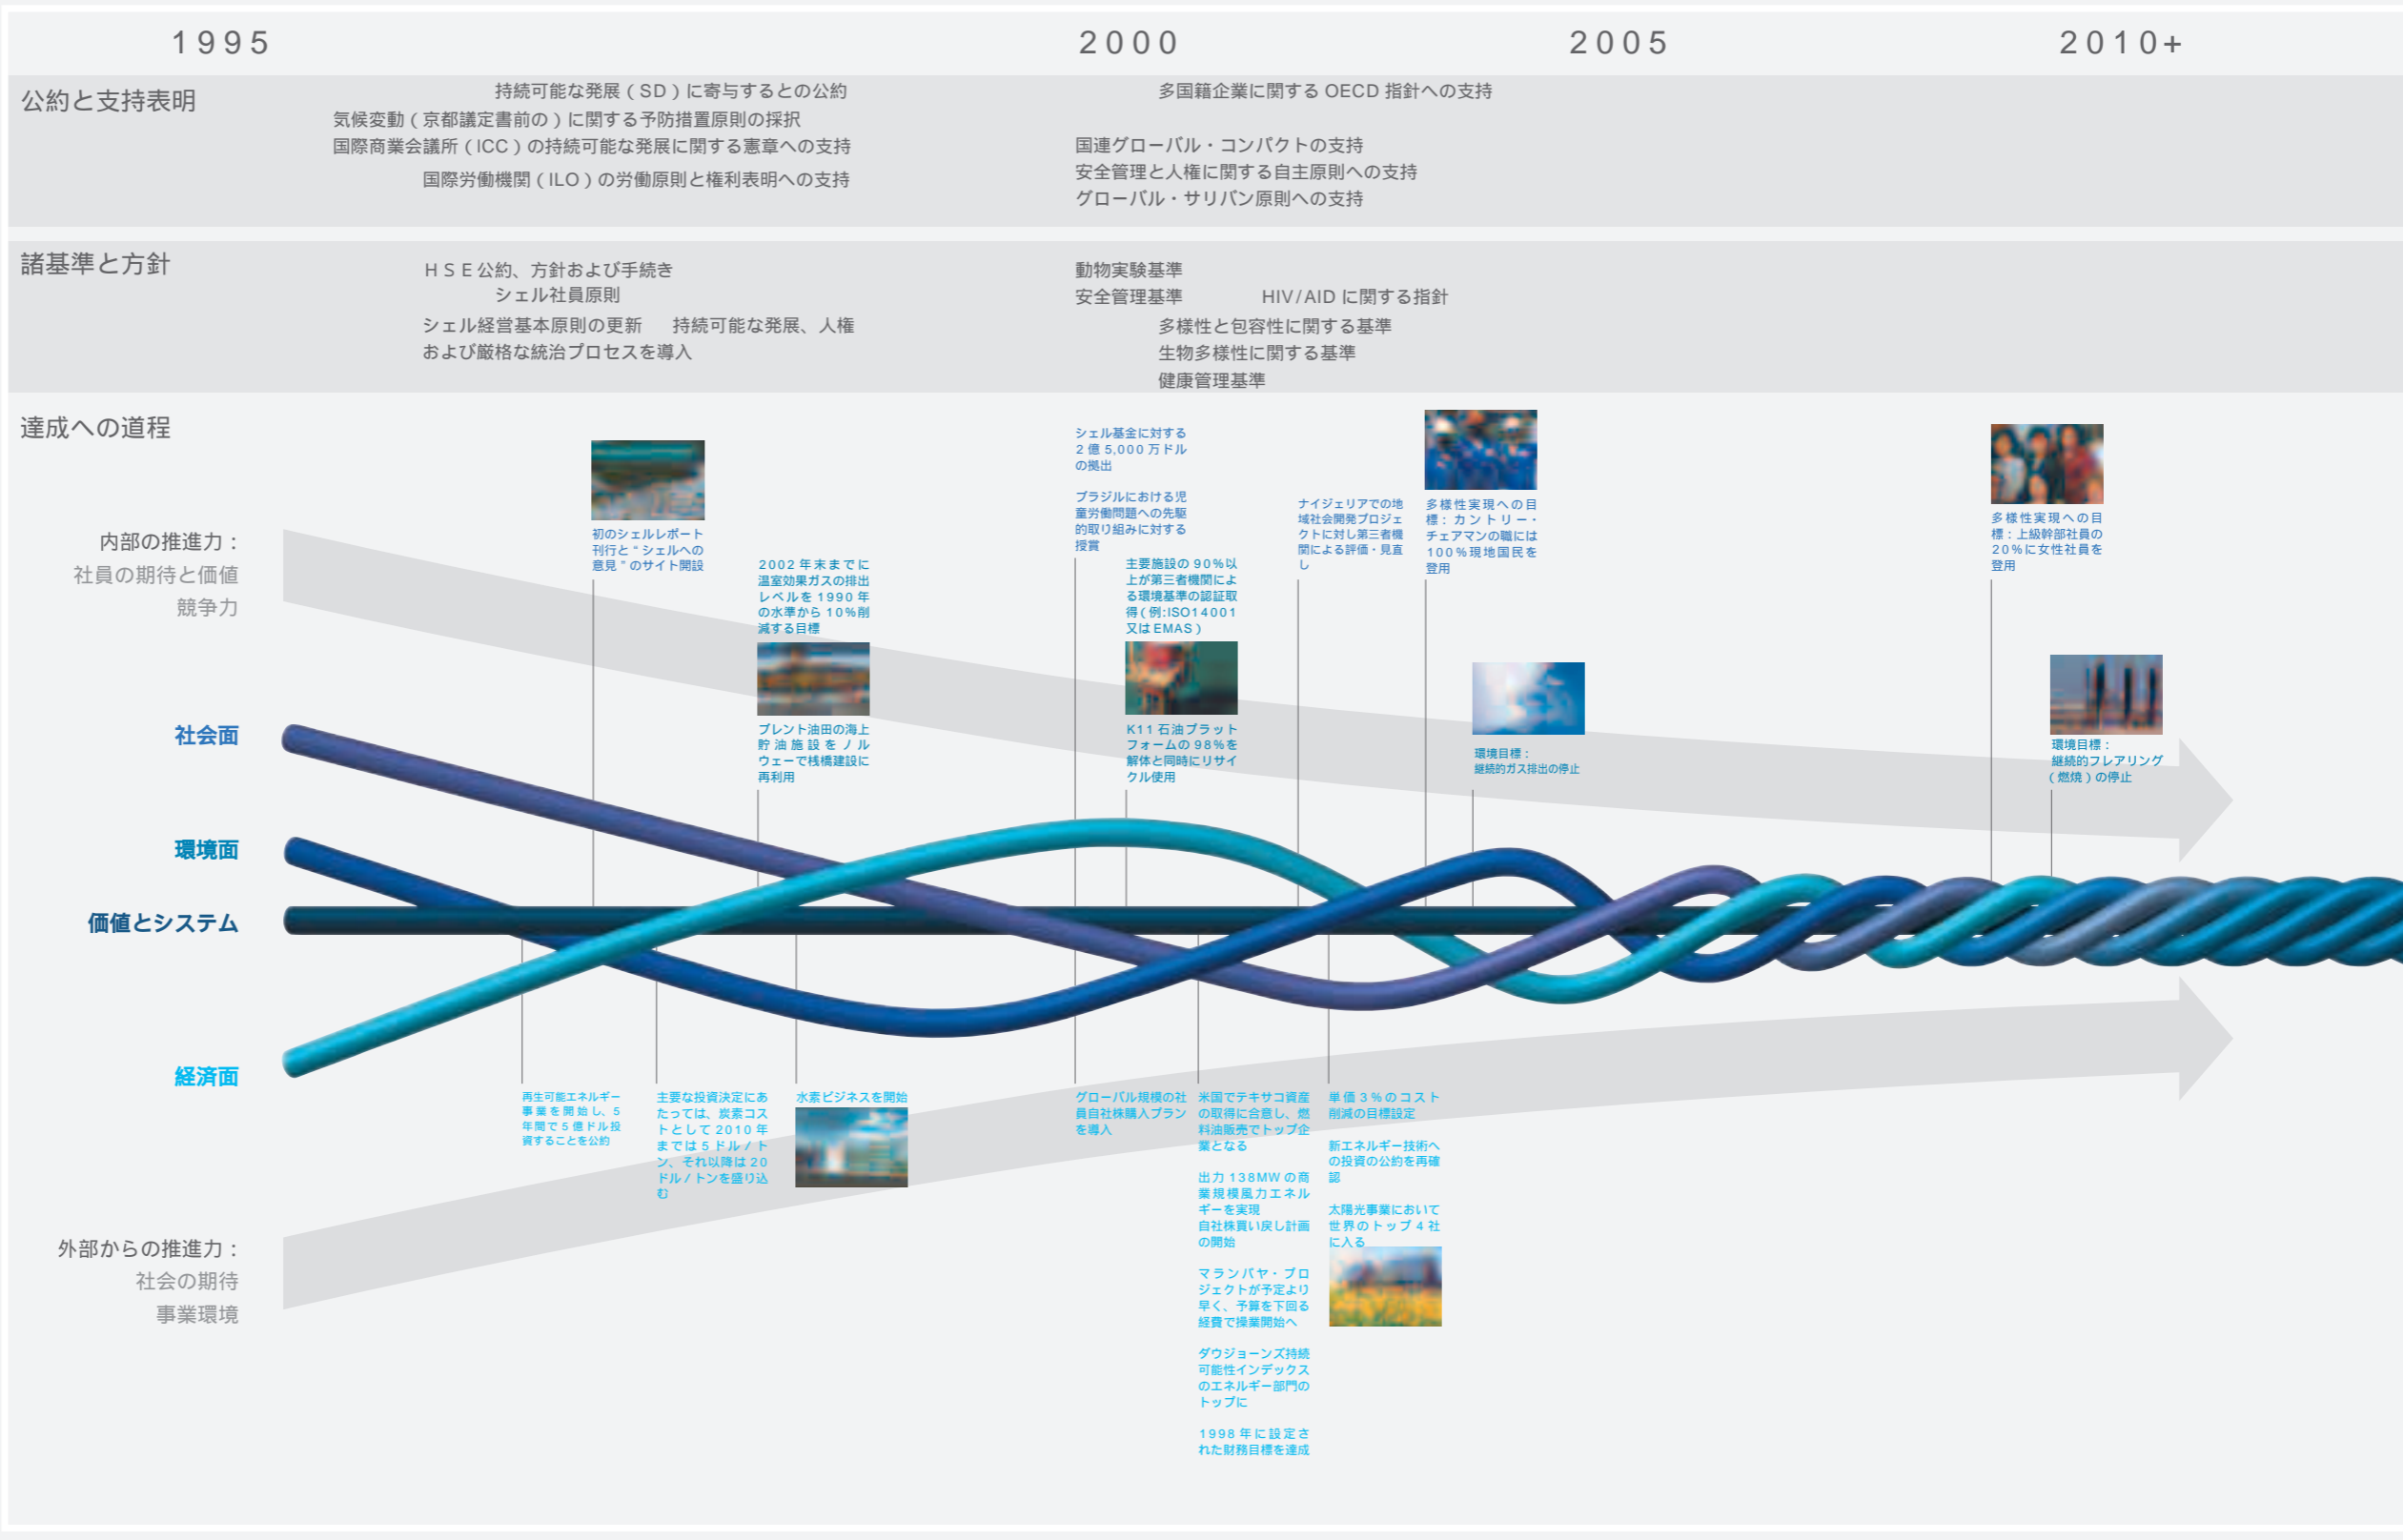 1995
2000
2005
2010+
公約と支持表明
持続可能な発展（SD）に寄与するとの公約
気候変動（京都議定書前の）に関する予防措置原則の採択
国際商業会議所（ICC）の持続可能な発展に関する憲章への支持
国際労働機関（ILO）の労働原則と権利表明への支持
多国籍企業に関する OECD 指針への支持
国連グローバル・コンパクトの支持
安全管理と人権に関する自主原則への支持
グローバル・サリバン原則への支持
諸基準と方針
ＨＳＥ公約、方針および手続き
シェル社員原則
シェル経営基本原則の更新　持続可能な発展、人権
および厳格な統治プロセスを導入
動物実験基準
安全管理基準
HIV/AID に関する指針
多様性と包容性に関する基準
生物多様性に関する基準
健康管理基準
達成への道程
内部の推進力：
社員の期待と価値
競争力
初のシェルレポート
刊行と“シェルへの
意見”のサイト開設
2002 年末までに
温室効果ガスの排出
レベルを 1990 年
の水準から 10%削
減する目標
ブレント油田の海上
貯油施設をノル
ウェーで桟橋建設に
再利用
シェル基金に対する
2 億 5,000 万ドル
の拠出
ブラジルにおける児
童労働問題への先駆
的取り組みに対する
授賞
主要施設の 90%以
上が第三者機関によ
る環境基準の認証取
得（例:ISO14001
又は EMAS）
K11 石油プラット
フォームの 98%を
解体と同時にリサイ
クル使用
ナイジェリアでの地
域社会開発プロジェ
クトに対し第三者機
関による評価・見直
し
多様性実現への目
標：カントリー・
チェアマンの職には
100％現地国民を
登用
環境目標：
継続的ガス排出の停止
多様性実現への目
標：上級幹部社員の
20％に女性社員を
登用
環境目標：
継続的フレアリング
（燃焼）の停止
社会面
環境面
価値とシステム
経済面
再生可能エネルギー
事業を開始し、5
年間で 5 億ドル投
資することを公約
主要な投資決定にあ
たっては、炭素コス
トとして 2010 年
までは 5 ドル / ト
ン、それ以降は 20
ドル / トンを盛り込
む
水素ビジネスを開始
グローバル規模の社
員自社株購入プラン
を導入
米国でテキサコ資産
の取得に合意し、燃
料油販売でトップ企
業となる
出力 138MW の商
業規模風力エネル
ギーを実現
自社株買い戻し計画
の開始
マランパヤ・プロ
ジェクトが予定より
早く、予算を下回る
経費で操業開始へ
ダウジョーンズ持続
可能性インデックス
のエネルギー部門の
トップに
1998 年に設定さ
れた財務目標を達成
単価 3％のコスト
削減の目標設定
新エネルギー技術へ
の投資の公約を再確
認
太陽光事業において
世界のトップ 4 社
に入る
外部からの推進力：
社会の期待
事業環境